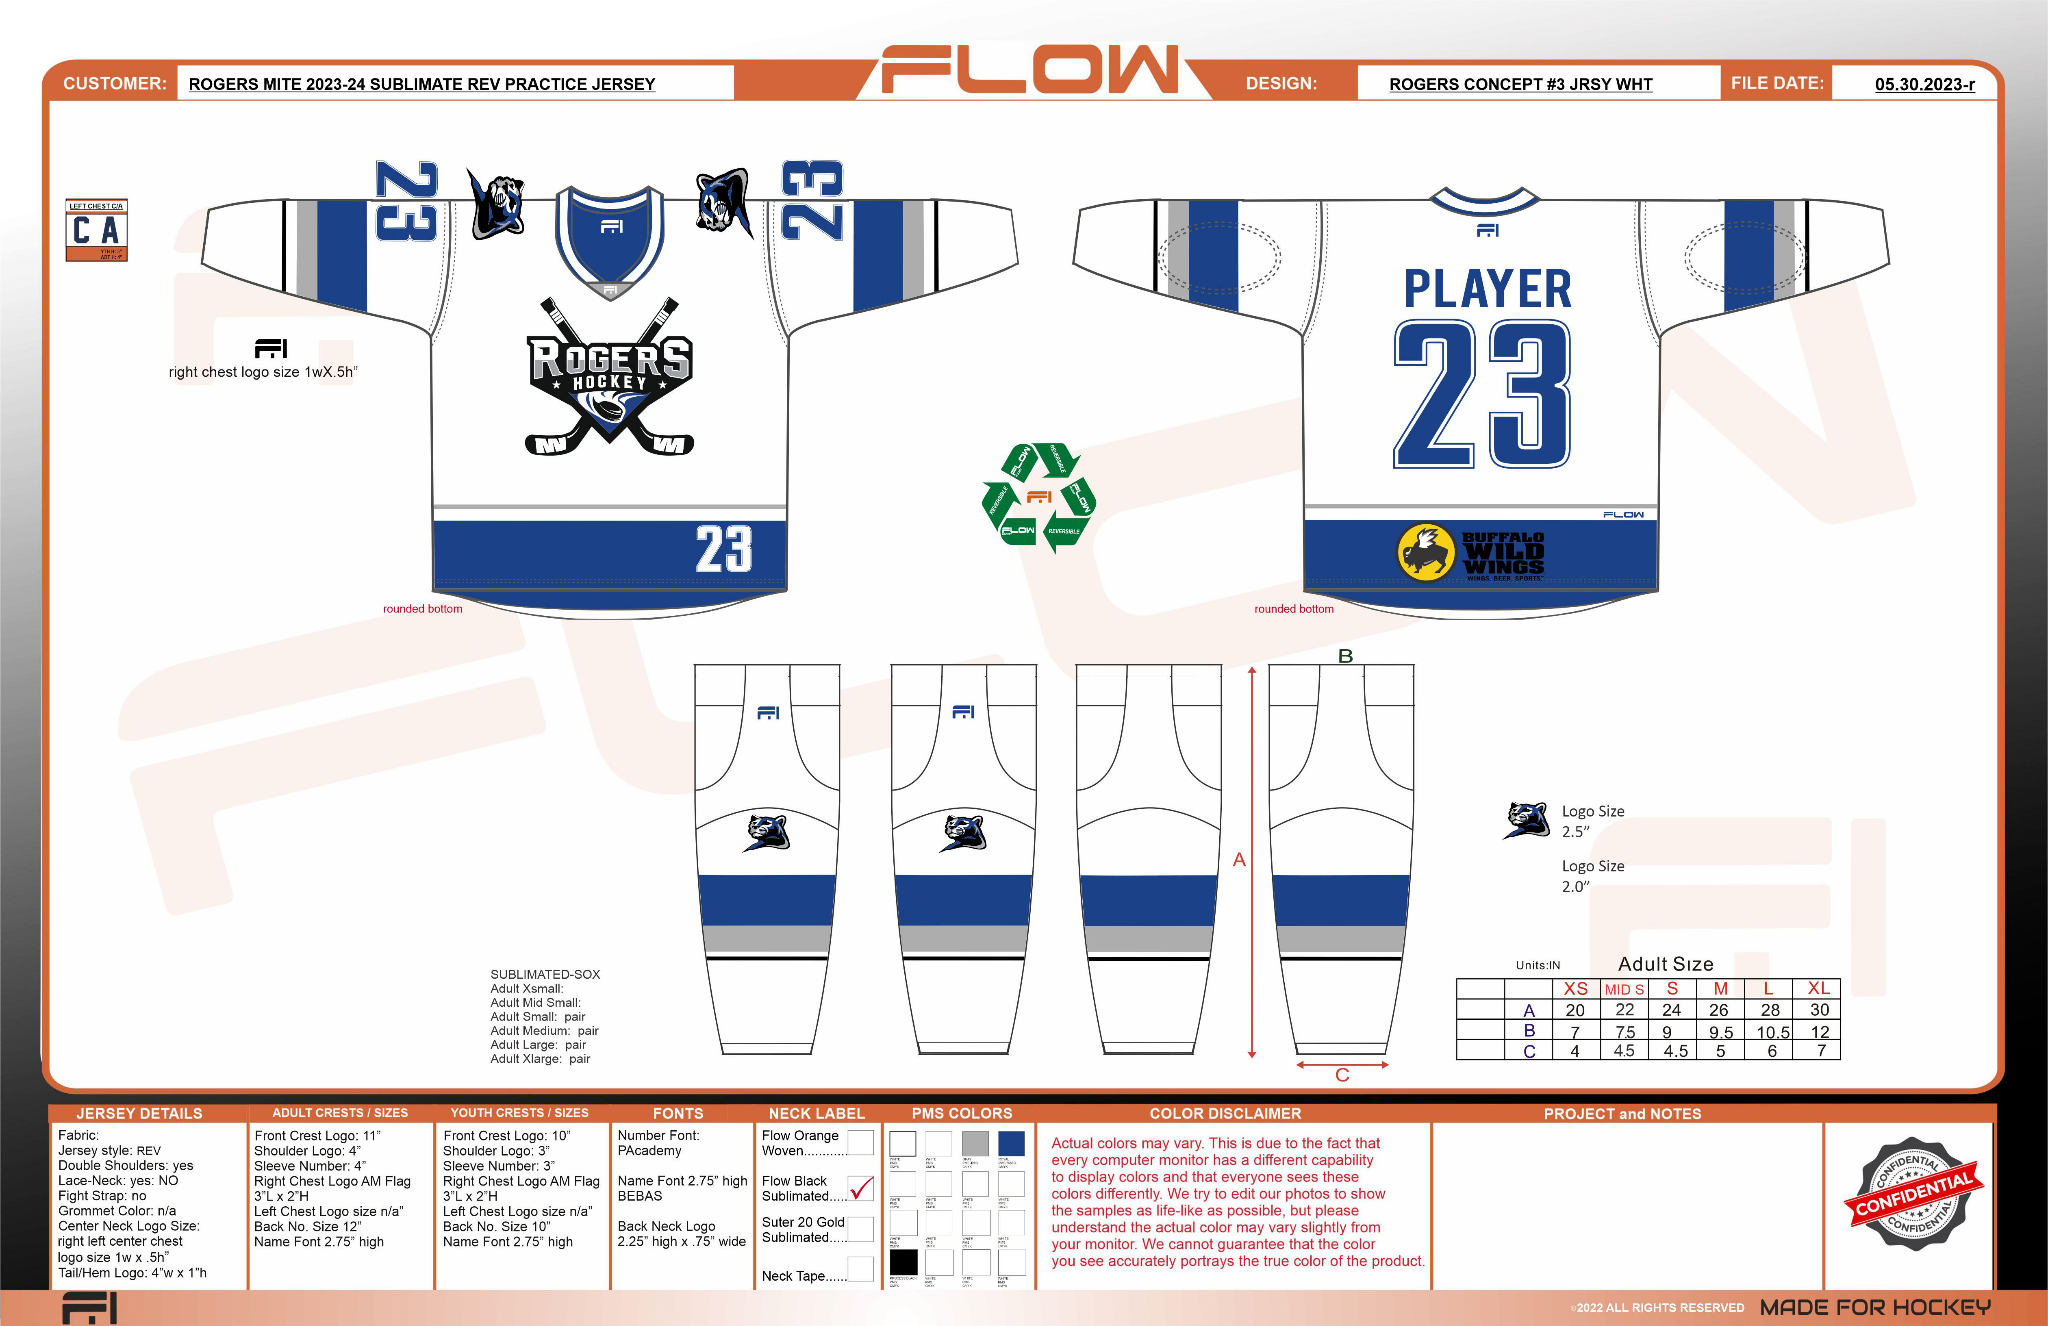 FLOW
CUSTOMER: ROGERS MITE 2023-24 SUBLIMATE REV PRACTICE JERSEY
DESIGN: ROGERS CONCEPT #3 JRSY WHT
FILE DATE: 05.30.2023-r
LEFT CHEST C/A
C A
right chest logo size 1wX.5h”
23
23
23
23
ROGERS
HOCKEY
23
rounded bottom
FLOW
REVERSIBLE
FLOW
REVERSIBLE
FLOW
REVERSIBLE
PLAYER
23
FLOW
BUFFALO
WILD
WINGS
WINGS. BEER. SPORTS.
rounded bottom
B
A
C
Logo Size
2.5”
Logo Size
2.0”
SUBLIMATED-SOX
Adult Xsmall:
Adult Mid Small:
Adult Small: pair
Adult Medium: pair
Adult Large: pair
Adult Xlarge: pair
Units:IN Adult Size
XS MID S S M L XL
A 20 22 24 26 28 30
B 7 7.5 9 9.5 10.5 12
C 4 4.5 4.5 5 6 7
JERSEY DETAILS
Fabric:
Jersey style: REV
Double Shoulders: yes
Lace-Neck: yes: NO
Fight Strap: no
Grommet Color: n/a
Center Neck Logo Size:
right left center chest
logo size 1w x .5h”
Tail/Hem Logo: 4”w x 1”h
ADULT CRESTS / SIZES
Front Crest Logo: 11”
Shoulder Logo: 4”
Sleeve Number: 4”
Right Chest Logo AM Flag
3”L x 2”H
Left Chest Logo size n/a”
Back No. Size 12”
Name Font 2.75” high
YOUTH CRESTS / SIZES
Front Crest Logo: 10”
Shoulder Logo: 3”
Sleeve Number: 3”
Right Chest Logo AM Flag
3”L x 2”H
Left Chest Logo size n/a”
Back No. Size 10”
Name Font 2.75” high
FONTS
Number Font:
PAcademy
Name Font 2.75” high
BEBAS
Back Neck Logo
2.25” high x .75” wide
NECK LABEL
Flow Orange
Woven............
Flow Black
Sublimated.....
Suter 20 Gold
Sublimated.....
Neck Tape......
PMS COLORS
COLOR DISCLAIMER
Actual colors may vary. This is due to the fact that
every computer monitor has a different capability
to display colors and that everyone sees these
colors differently. We try to edit our photos to show
the samples as life-like as possible, but please
understand the actual color may vary slightly from
your monitor. We cannot guarantee that the color
you see accurately portrays the true color of the product.
PROJECT and NOTES
CONFIDENTIAL
CONFIDENTIAL
CONFIDENTIAL
©2022 ALL RIGHTS RESERVED MADE FOR HOCKEY